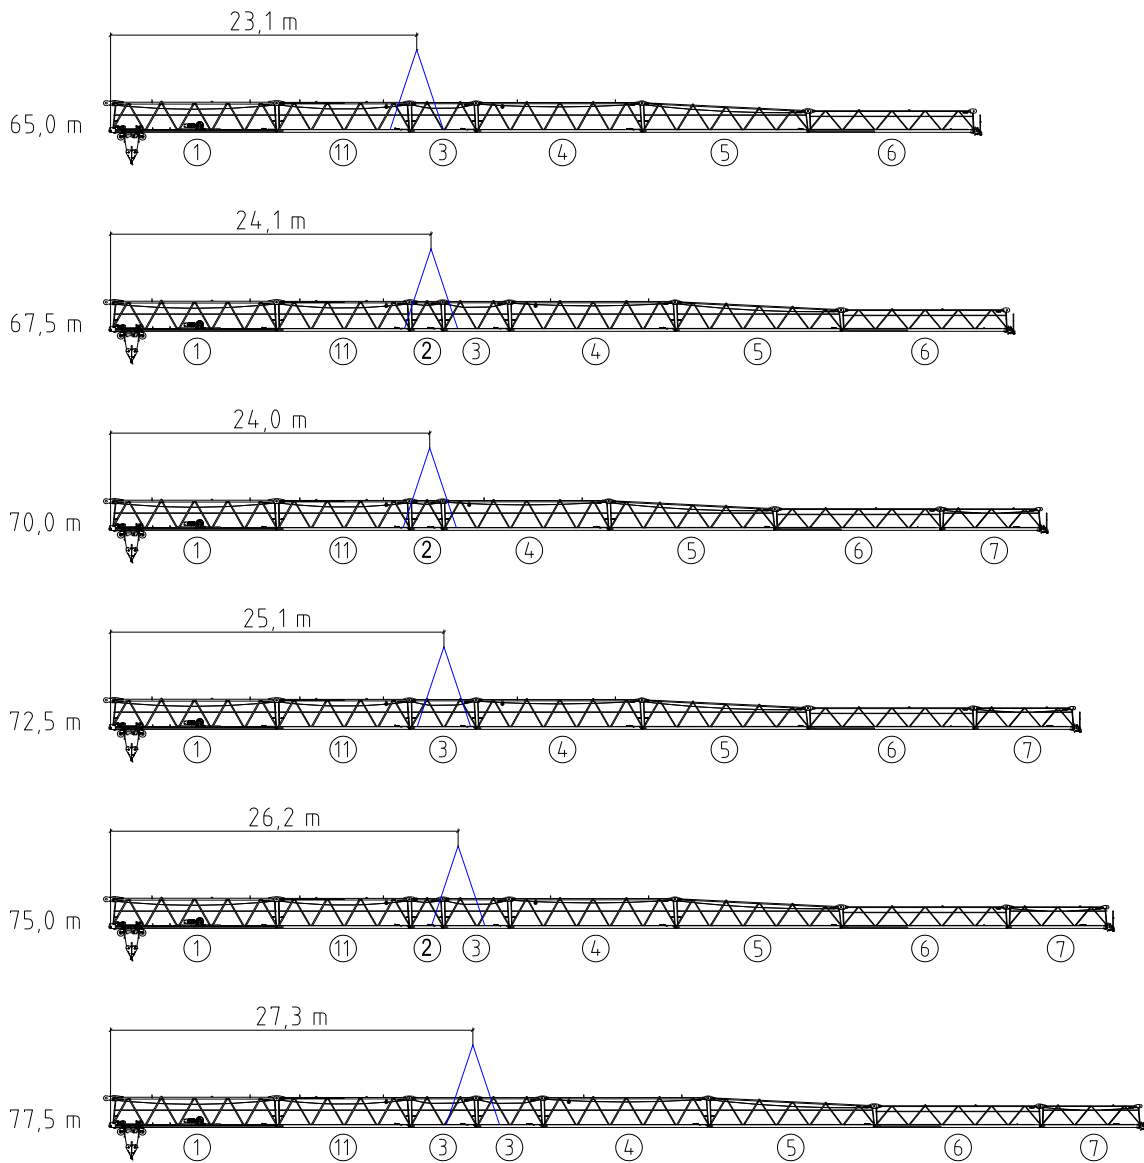 23,1 m
65,0 m
1 11 3 4 5 6
24,1 m
67,5 m
1 11 2 3 4 5 6
24,0 m
70,0 m
1 11 2 4 5 6 7
25,1 m
72,5 m
1 11 3 4 5 6 7
26,2 m
75,0 m
1 11 2 3 4 5 6 7
27,3 m
77,5 m
1 11 3 3 4 5 6 7